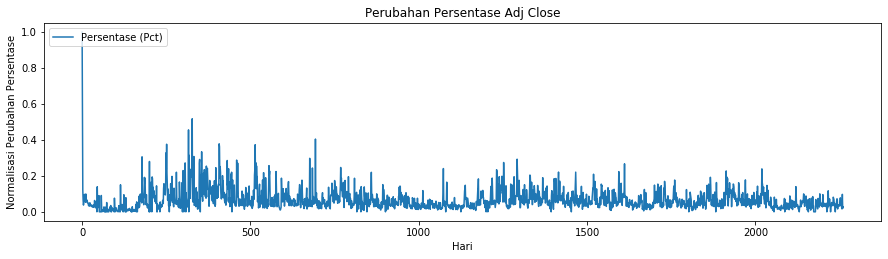 Perubahan Persentase Adj Close
Persentase (Pct)
Normalisasi Perubahan Persentase
1.0
0.8
0.6
0.4
0.2
0.0
0
500
1000
1500
2000
Hari